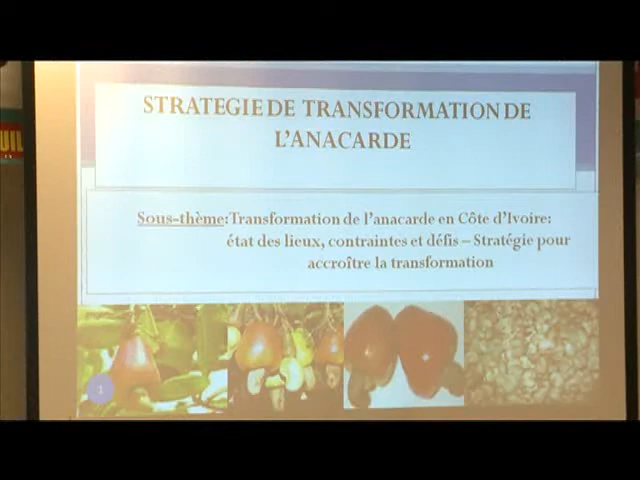 STRATEGIE DE TRANSFORMATION DE
L'ANACARDE
Sous-thème: Transformation de l'anacarde en Côte d'Ivoire:
état des lieux, contraintes et défis – Stratégie pour
accroître la transformation
1